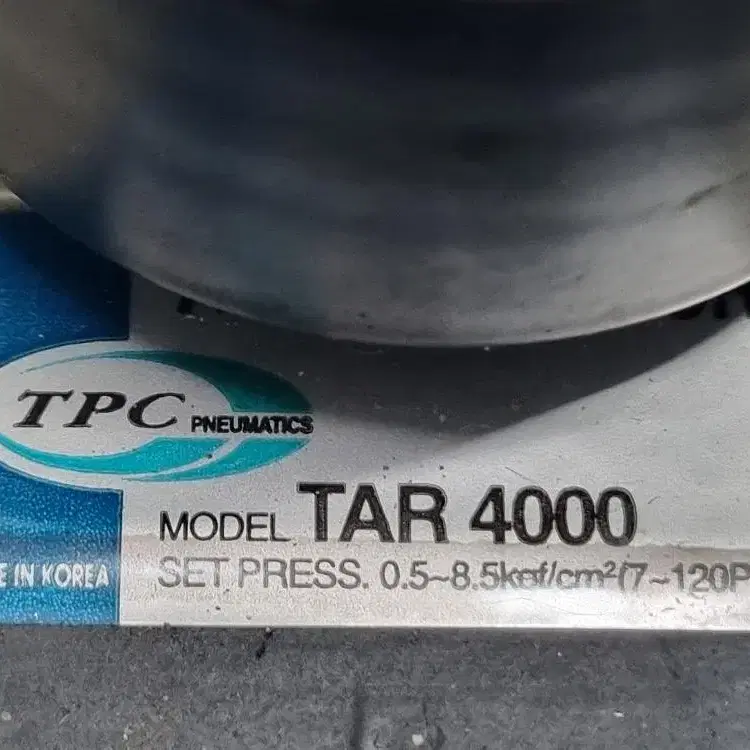 TPC PNEUMATICS
MODEL TAR 4000
E IN KOREA
SET PRESS. 0.5~8.5kgf/cm²(7~120P